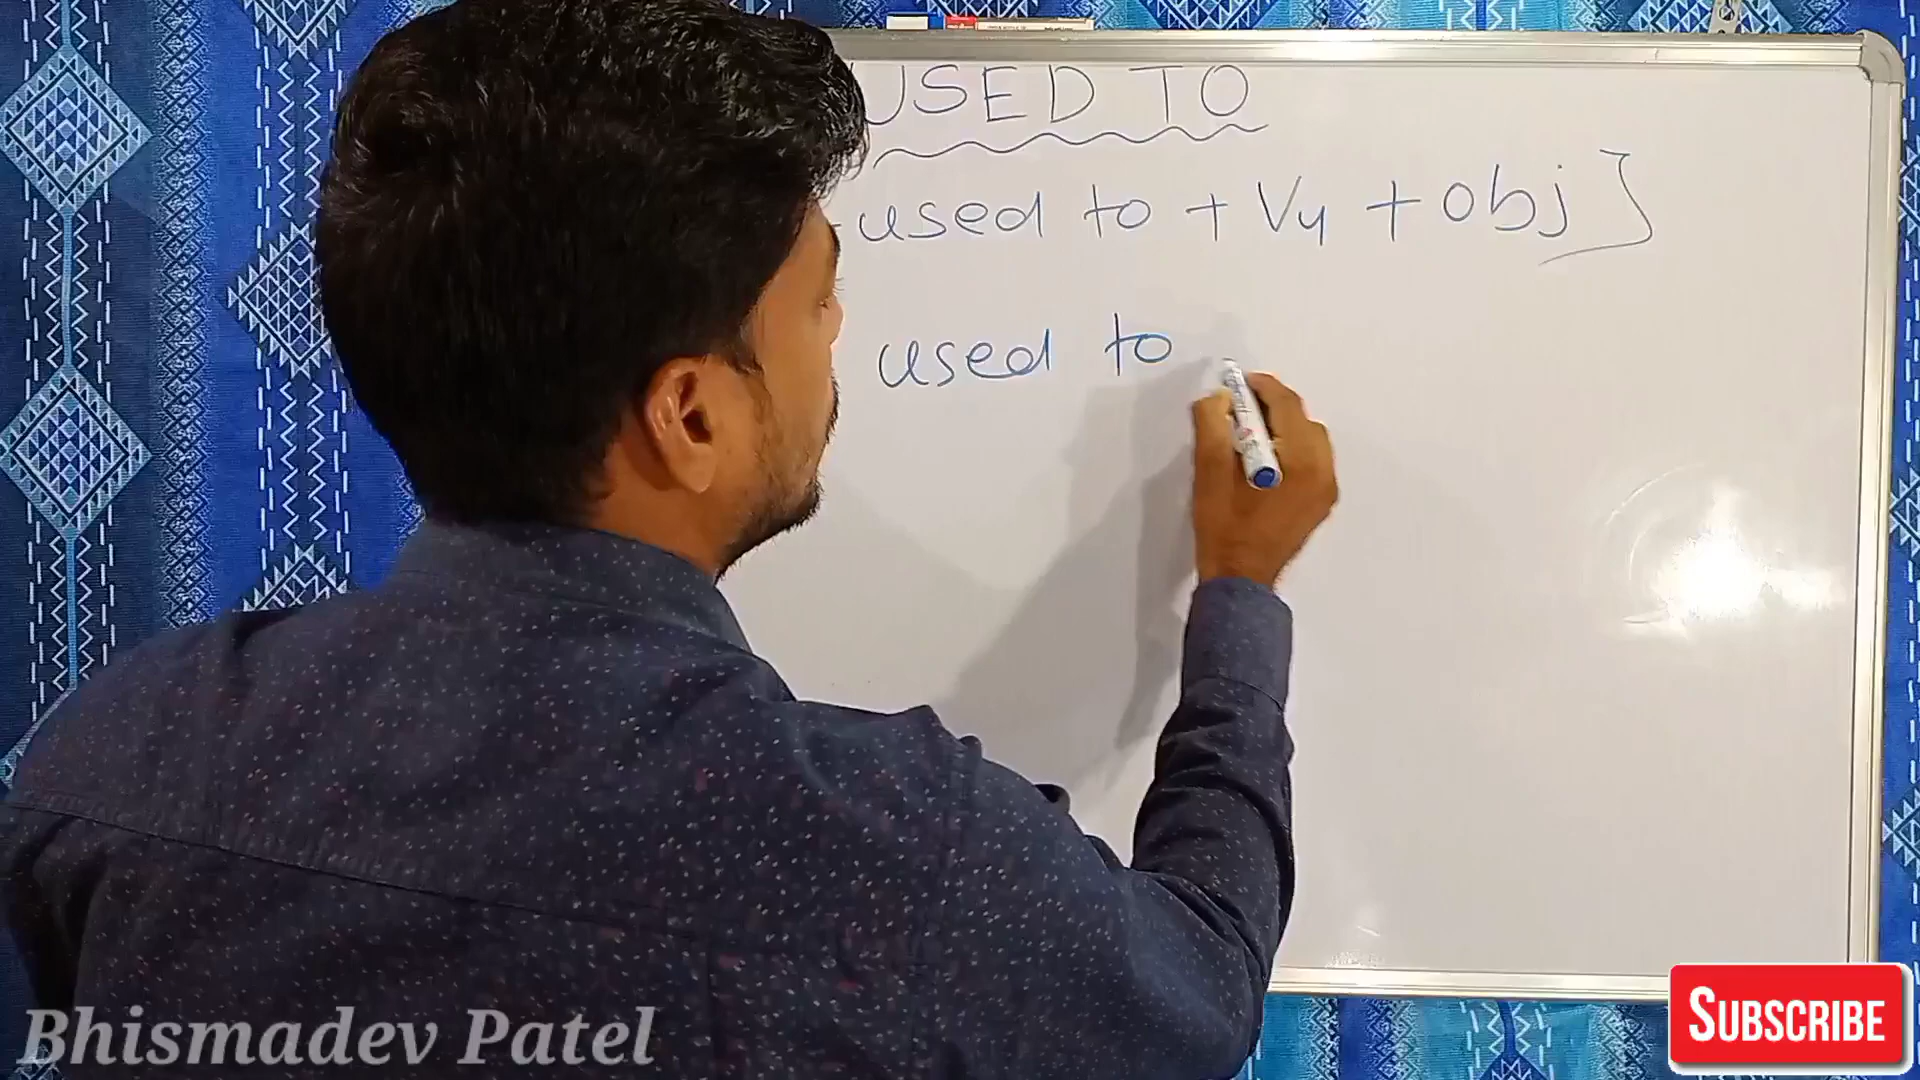 USED TO
used to + V4 + obj ]
used to
Bhismadev Patel
SUBSCRIBE